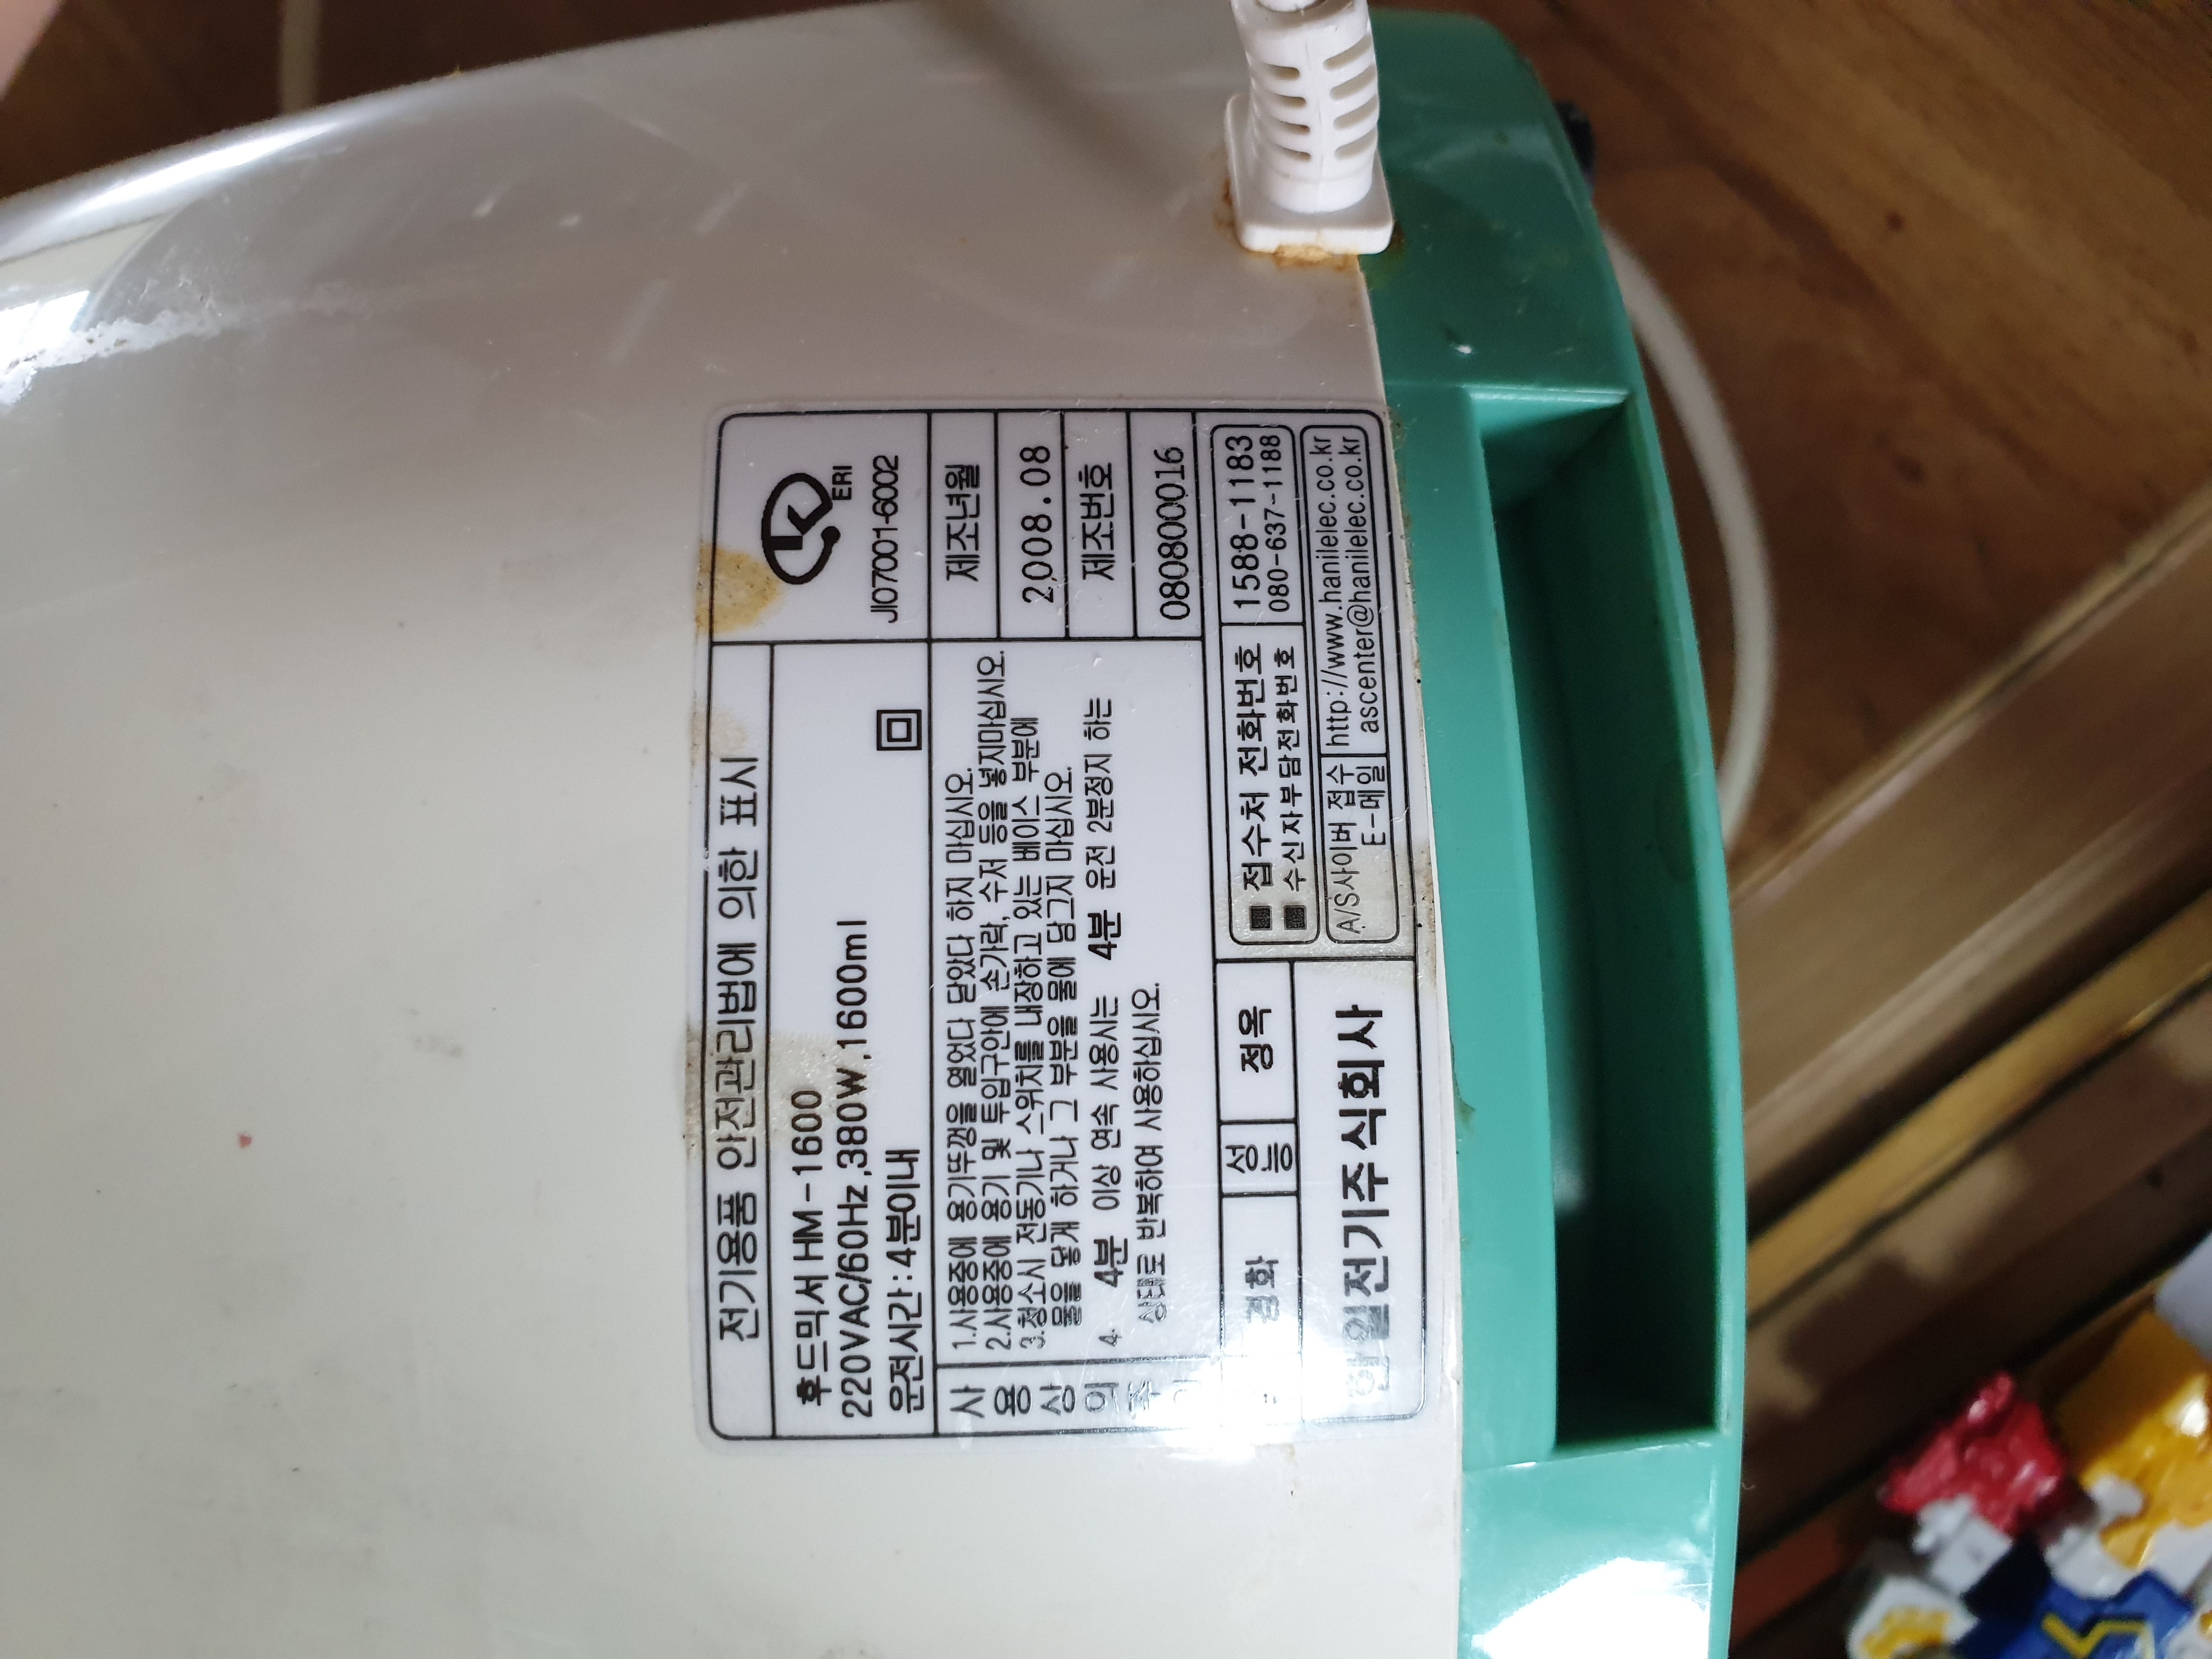 전기용품 안전관리법에 의한 표시
후드믹서 HM-1600
220VAC/60Hz,380W,1600ml
운전시간:4분이내
ERI
JI07001-6002
사용상의
1.사용중에 용기뚜껑을 열었다 닫았다 하지 마십시오.
2.사용중에 용기 및 투입구안에 손가락, 수저 등을 넣지마십시오.
3.청소시 전동기나 스위치를 내장하고 있는 베이스 부분에
물을 닿게 하거나 그 부분을 물에 담그지 마십시오.
4. 4분 이상 연속 사용시는 4분 운전 2분정지 하는
상태로 반복하여 사용하십시오.
제조년월
2008.08
제조번호
080800016
성능
정옥
■ 접수처 전화번호 1588-1183
■ 수신자부담전화번호 080-637-1188
A/S사이버 접수 http://www.hanilelec.co.kr
E-메일 ascenter@hanilelec.co.kr
한일전기주식회사